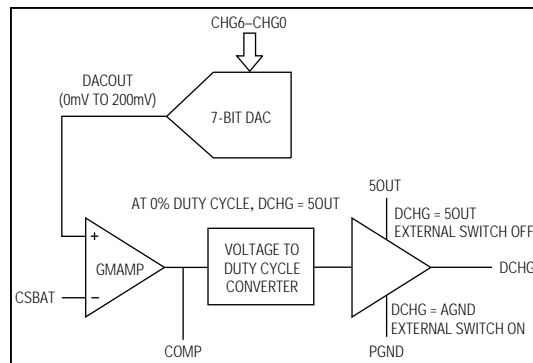 CHG6–CHG0
DACOUT
(0mV TO 200mV)
7-BIT DAC
AT 0% DUTY CYCLE, DCHG = 5OUT
5OUT
DCHG = 5OUT
EXTERNAL SWITCH OFF
+
GMAMP
−
VOLTAGE TO
DUTY CYCLE
CONVERTER
DCHG
CSBAT
DCHG = AGND
EXTERNAL SWITCH ON
COMP
PGND